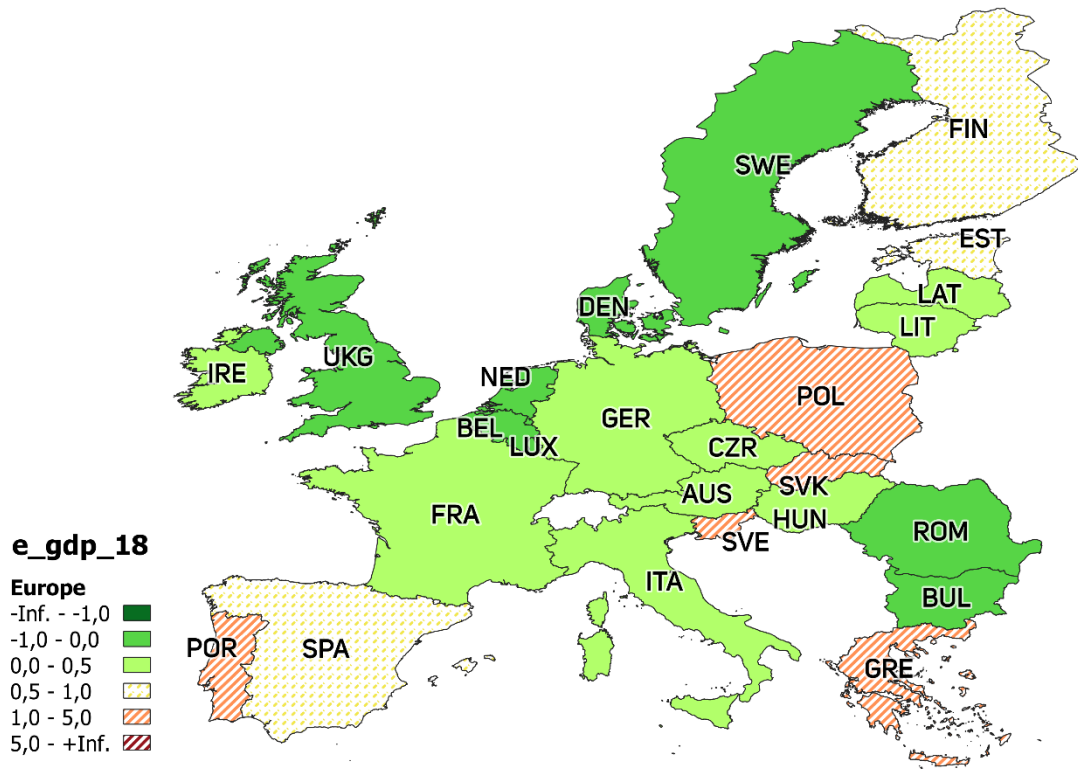 FIN
SWE
EST
LAT
DEN
LIT
UKG
IRE
NED
POL
GER
BEL
LUX
CZR
AUS
SVK
FRA
HUN
ROM
SVE
ITA
BUL
POR
SPA
GRE
e_gdp_18
Europe
-Inf. - -1,0
-1,0 - 0,0
0,0 - 0,5
0,5 - 1,0
1,0 - 5,0
5,0 - +Inf.